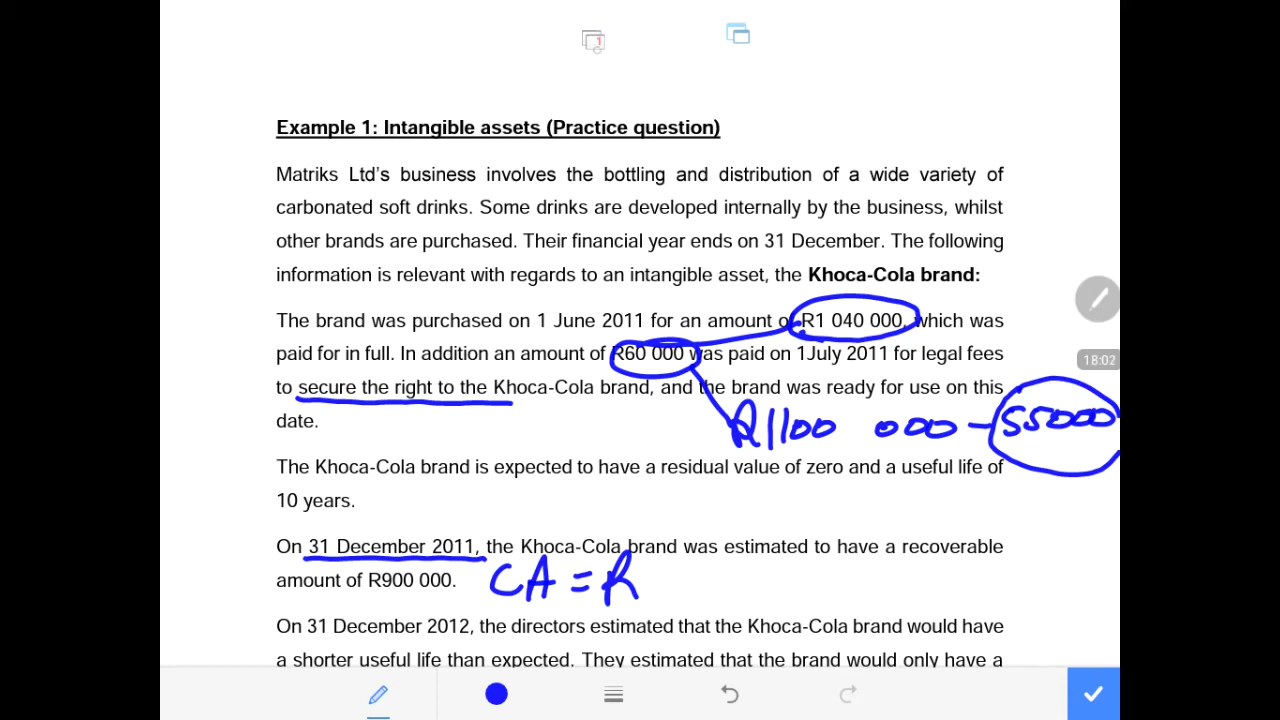 1
Example 1: Intangible assets (Practice question)
Matriks Ltd's business involves the bottling and distribution of a wide variety of
carbonated soft drinks. Some drinks are developed internally by the business, whilst
other brands are purchased. Their financial year ends on 31 December. The following
information is relevant with regards to an intangible asset, the Khoca-Cola brand:
The brand was purchased on 1 June 2011 for an amount of R1 040 000, which was
paid for in full. In addition an amount of R60 000 was paid on 1July 2011 for legal fees
18:02
to secure the right to the Khoca-Cola brand, and the brand was ready for use on this
date.
R1100 000 - 55000
The Khoca-Cola brand is expected to have a residual value of zero and a useful life of
10 years.
On 31 December 2011, the Khoca-Cola brand was estimated to have a recoverable
amount of R900 000.
CA = R
On 31 December 2012, the directors estimated that the Khoca-Cola brand would have
a shorter useful life than expected. They estimated that the brand would only have a